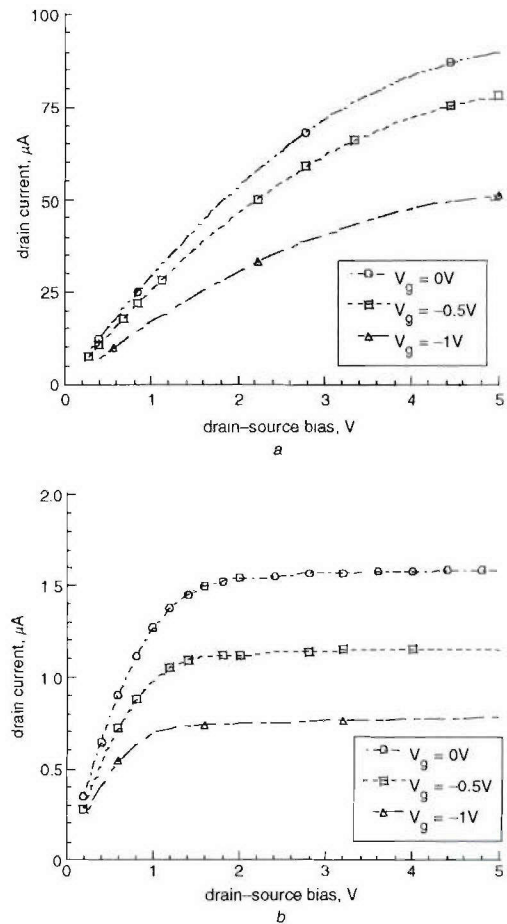 100
75
50
25
0
drain current, μA
V_g = 0V
V_g = −0.5V
V_g = −1V
0 1 2 3 4 5
drain–source bias, V
a
2.0
1 5
1 0
0.5
0
drain current, μA
V_g = 0V
V_g = −0.5V
V_g = −1V
0 1 2 3 4 5
drain–source bias, V
b